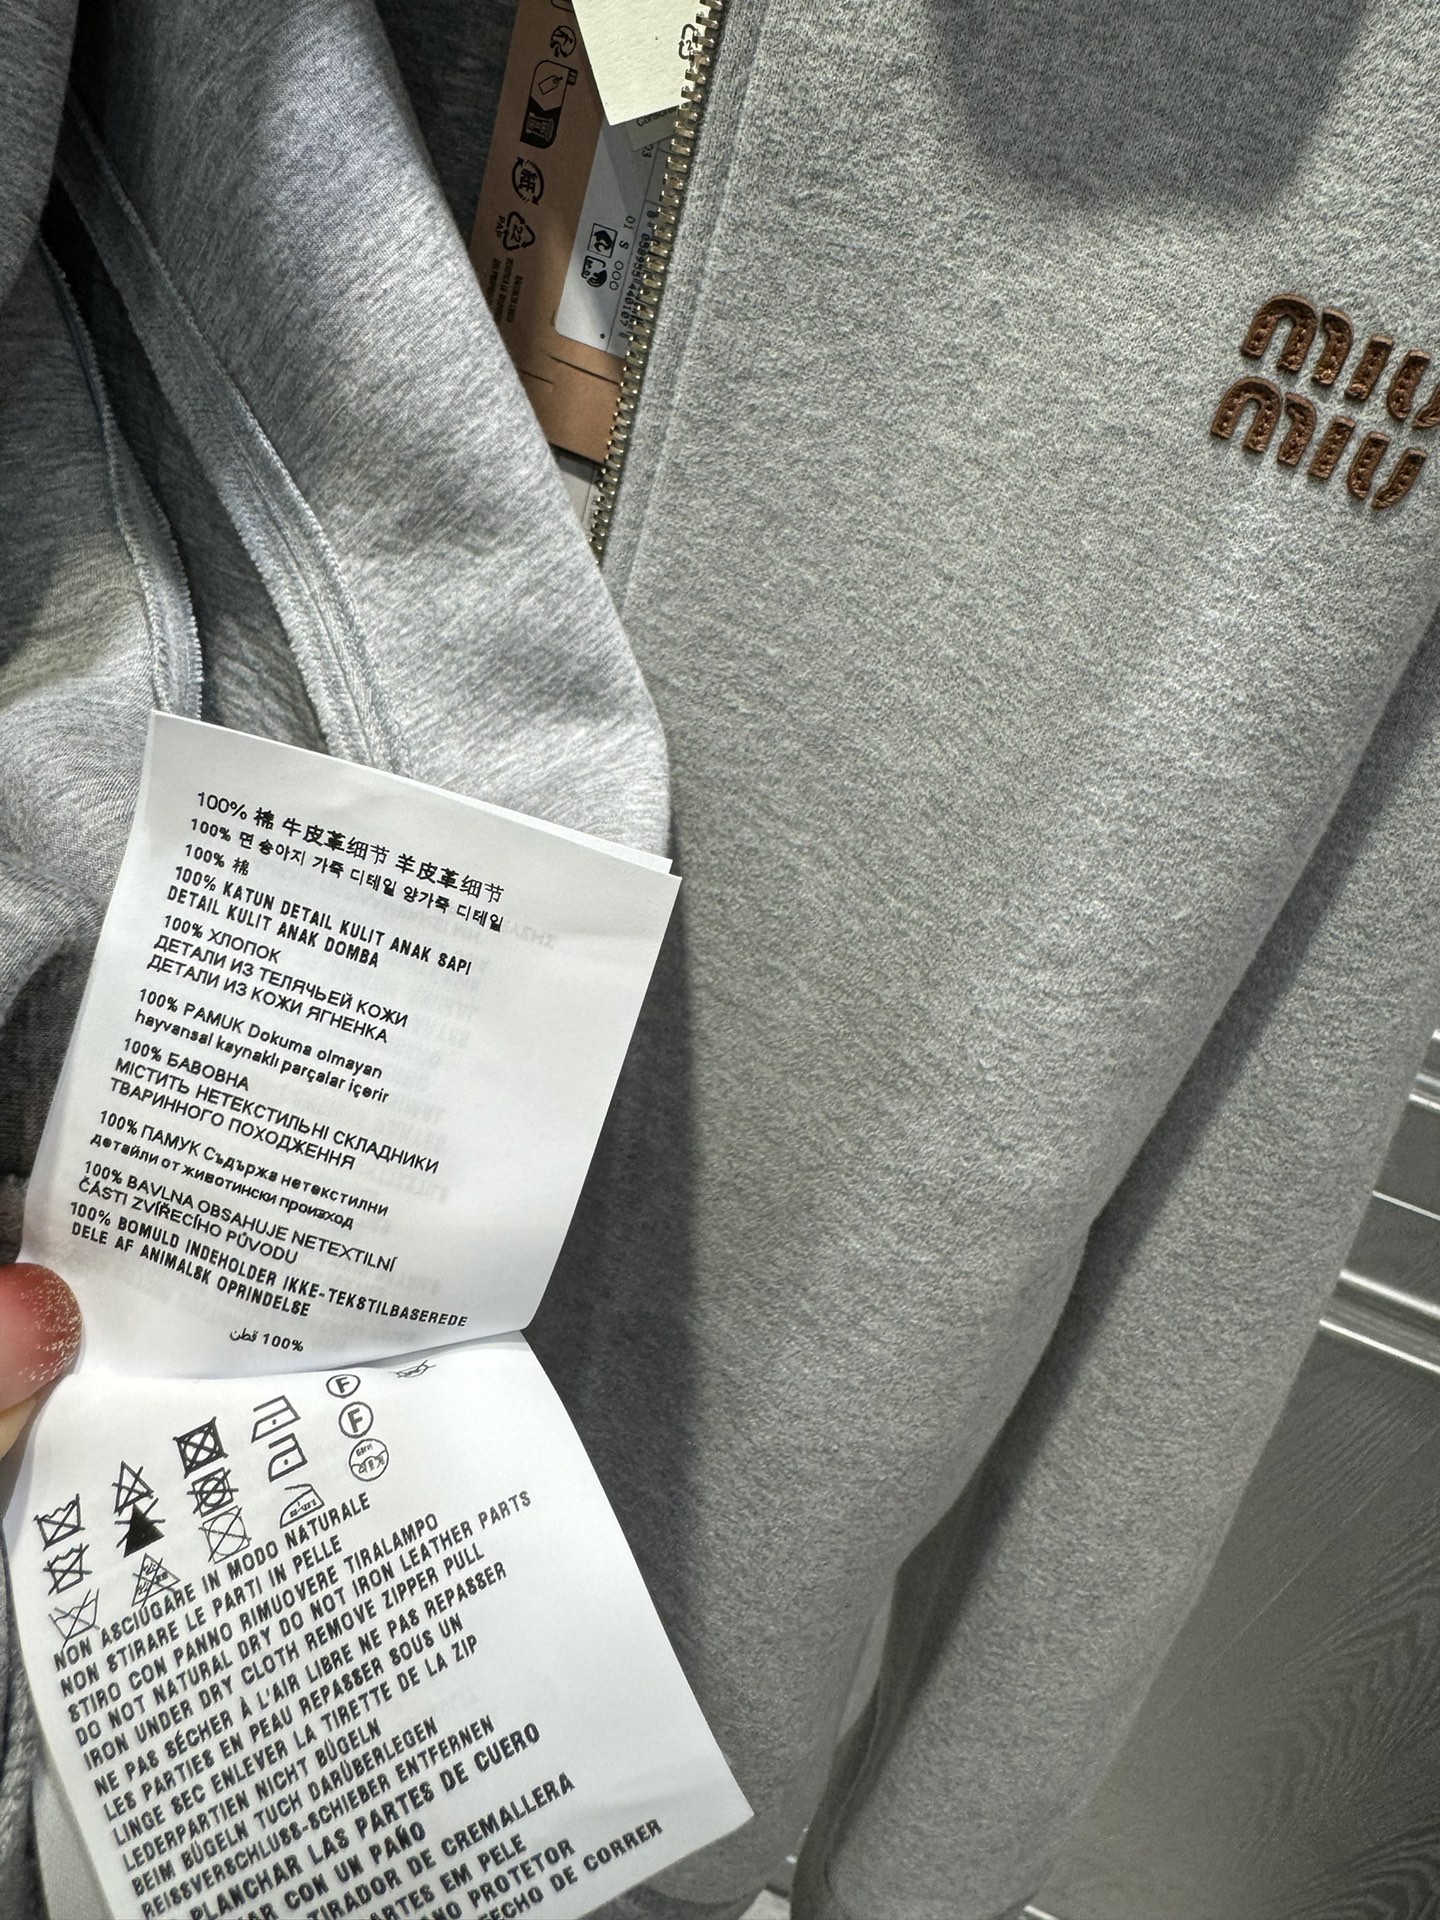 22
PAP
01 S 000
miu
miu
100% 棉 牛皮革细节 羊皮革细节
100% 면 송아지 가죽 디테일 양가죽 디테일
100% 棉
100% KATUN DETAIL KULIT ANAK SAPI
DETAIL KULIT ANAK DOMBA
100% ХЛОПОК
ДЕТАЛИ ИЗ ТЕЛЯЧЬЕЙ КОЖИ
ДЕТАЛИ ИЗ КОЖИ ЯГНЕНКА
100% PAMUK Dokuma olmayan
hayvansal kaynaklı parçalar içerir
100% БАВОВНА
МІСТИТЬ НЕТЕКСТИЛЬНІ СКЛАДНИКИ
ТВАРИННОГО ПОХОДЖЕННЯ
100% ПАМУК Съдържа нетекстилни
детайли от животински произход
100% BAVLNA OBSAHUJE NETEXTILNÍ
ČÁSTI ZVÍŘECÍHO PŮVODU
100% BOMULD INDEHOLDER IKKE-TEKSTILBASEREDE
DELE AF ANIMALSK OPRINDELSE
100% قطن
F
F
NON ASCIUGARE IN MODO NATURALE
NON STIRARE LE PARTI IN PELLE
STIRO CON PANNO RIMUOVERE TIRALAMPO
DO NOT NATURAL DRY DO NOT IRON LEATHER PARTS
IRON UNDER DRY CLOTH REMOVE ZIPPER PULL
NE PAS SÉCHER À L'AIR LIBRE NE PAS REPASSER
LES PARTIES EN PEAU REPASSER SOUS UN
LINGE SEC ENLEVER LA TIRETTE DE LA ZIP
LEDERPARTIEN NICHT BÜGELN
BEIM BÜGELN TUCH DARÜBERLEGEN
REISSVERSCHLUSS-SCHIEBER ENTFERNEN
PLANCHAR LAS PARTES DE CUERO
CON UN PAÑO
TIRADOR DE CREMALLERA
EM PELE
PROTETOR
FECHO DE CORRER